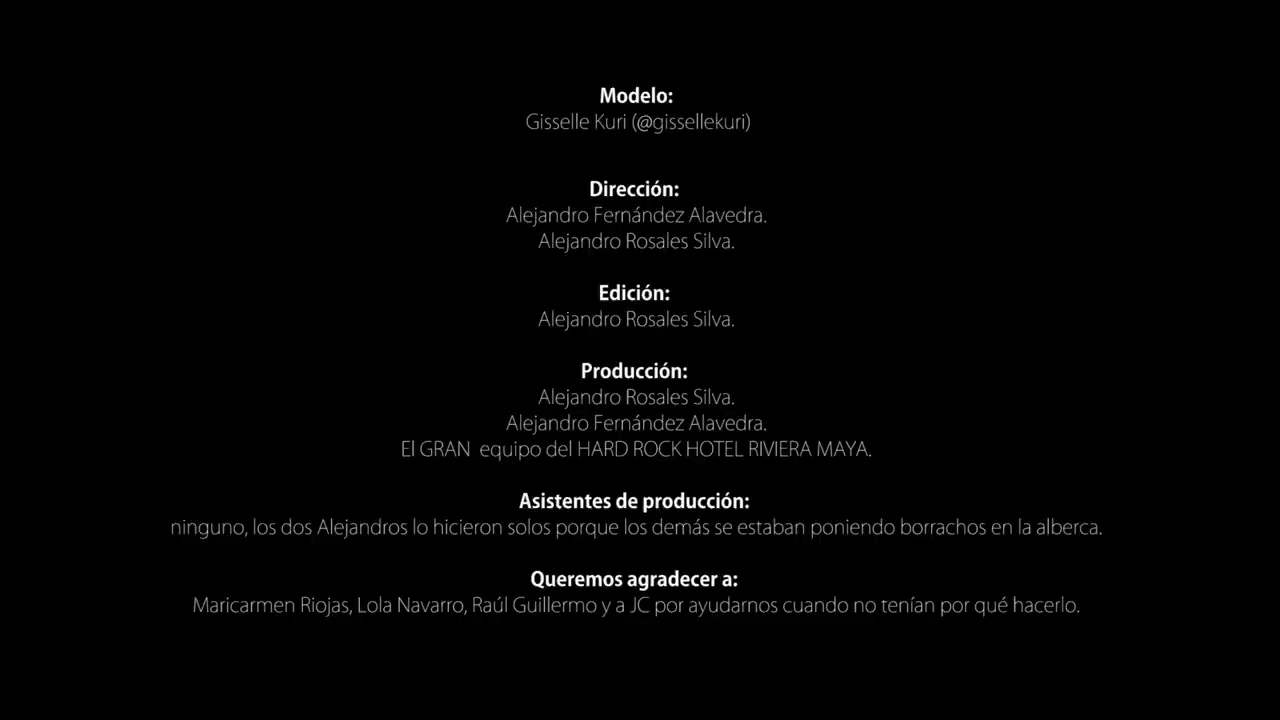 Modelo:
Gisselle Kuri (@gissellekuri)
Dirección:
Alejandro Fernández Alavedra.
Alejandro Rosales Silva.
Edición:
Alejandro Rosales Silva.
Producción:
Alejandro Rosales Silva.
Alejandro Fernández Alavedra.
El GRAN  equipo del HARD ROCK HOTEL RIVIERA MAYA.
Asistentes de producción:
ninguno, los dos Alejandros lo hicieron solos porque los demás se estaban poniendo borrachos en la alberca.
Queremos agradecer a:
Maricarmen Riojas, Lola Navarro, Raúl Guillermo y a JC por ayudarnos cuando no tenían por qué hacerlo.